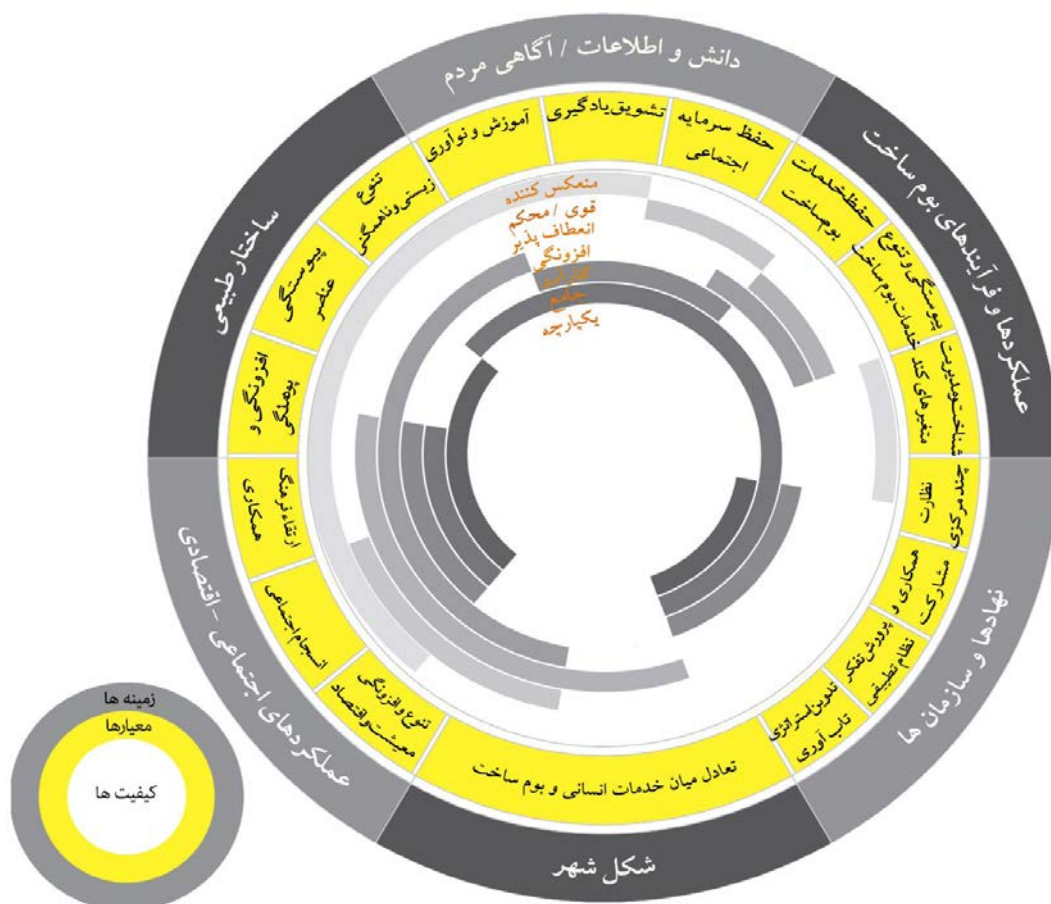 دانش و اطلاعات / آگاهی مردم
عملکردها و فرآیندهای بوم ساخت
نهادها و سازمان ها
شکل شهر
عملکردهای اجتماعی - اقتصادی
ساختار طبیعی
آموزش و نوآوری
تشویق یادگیری
حفظ سرمایه
اجتماعی
حفظ خدمات
بوم ساخت
پیوستگی و تنوع
خدمات بوم ساخت
شناخت و مدیریت
متغیرهای کند
چند مرکزی
نظارت
همکاری و
مشارکت
پرورش تفکر
نظام تطبیقی
تدوین استراتژی
تاب آوری
تعادل میان خدمات انسانی و بوم ساخت
تنوع و افزونگی
معیشت و اقتصاد
انسجام اجتماعی
ارتقاء فرهنگ
همکاری
افزونگی و
پیوستگی
عنصر
تنوع
زیستی و ناهمگنی
منعکس کننده
قوی / محکم
انعطاف پذیر
افزونگی
جامع
یکپارچه
زمینه ها
معیارها
کیفیت ها